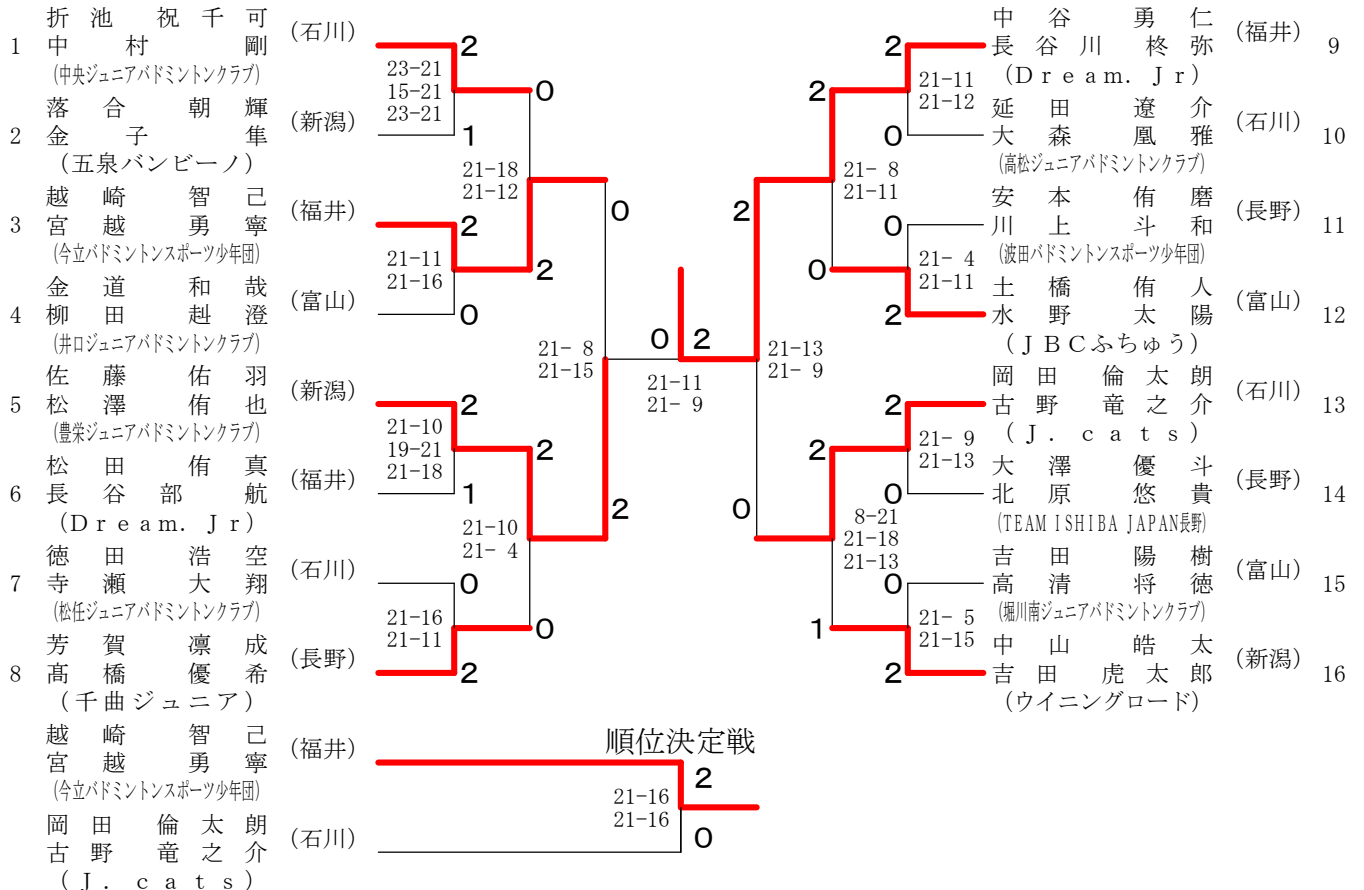 折池 祝千可
1 中村 剛 (石川)
(中央ジュニアバドミントンクラブ)
落合 朝輝
2 金子 隼 (新潟)
(五泉バンビーノ)
越崎 智己
3 宮越 勇寧 (福井)
(今立バドミントンスポーツ少年団)
金道 和哉
4 柳田 赳澄 (富山)
(井口ジュニアバドミントンクラブ)
佐藤 佑羽
5 松澤 侑也 (新潟)
(豊栄ジュニアバドミントンクラブ)
松田 侑真
6 長谷部 航 (福井)
(Dream. Jr)
徳田 浩空
7 寺瀬 大翔 (石川)
(松任ジュニアバドミントンクラブ)
芳賀 凛成
8 髙橋 優希 (長野)
(千曲ジュニア)
2
23-21
15-21
23-21
1
0
21-18
21-12
2
2
21-11
21-16
0
0
21- 8
21-15
2
2
21-10
19-21
21-18
1
2
21-10
21- 4
0
0
21-16
21-11
2
0 2
21-11
21- 9
2
21-13
21- 9
0
2
21- 8
21-11
0
2
21-11
21-12
0
0
21- 4
21-11
2
2
8-21
21-18
21-13
1
2
21- 9
21-13
0
0
21- 5
21-15
2
中谷 勇仁
長谷川 柊弥 (福井) 9
(Dream. Jr)
延田 遼介
大森 凰雅 (石川) 10
(高松ジュニアバドミントンクラブ)
安本 侑磨
川上 斗和 (長野) 11
(波田バドミントンスポーツ少年団)
土橋 侑人
水野 太陽 (富山) 12
(JBCふちゅう)
岡田 倫太朗
古野 竜之介 (石川) 13
(J. cats)
大澤 優斗
北原 悠貴 (長野) 14
(TEAM ISHIBA JAPAN長野)
吉田 陽樹
高清 将徳 (富山) 15
(堀川南ジュニアバドミントンクラブ)
中山 皓太
吉田 虎太郎 (新潟) 16
(ウイニングロード)
順位決定戦
越崎 智己
宮越 勇寧 (福井)
(今立バドミントンスポーツ少年団)
岡田 倫太朗
古野 竜之介 (石川)
(J. cats)
2
21-16
21-16
0